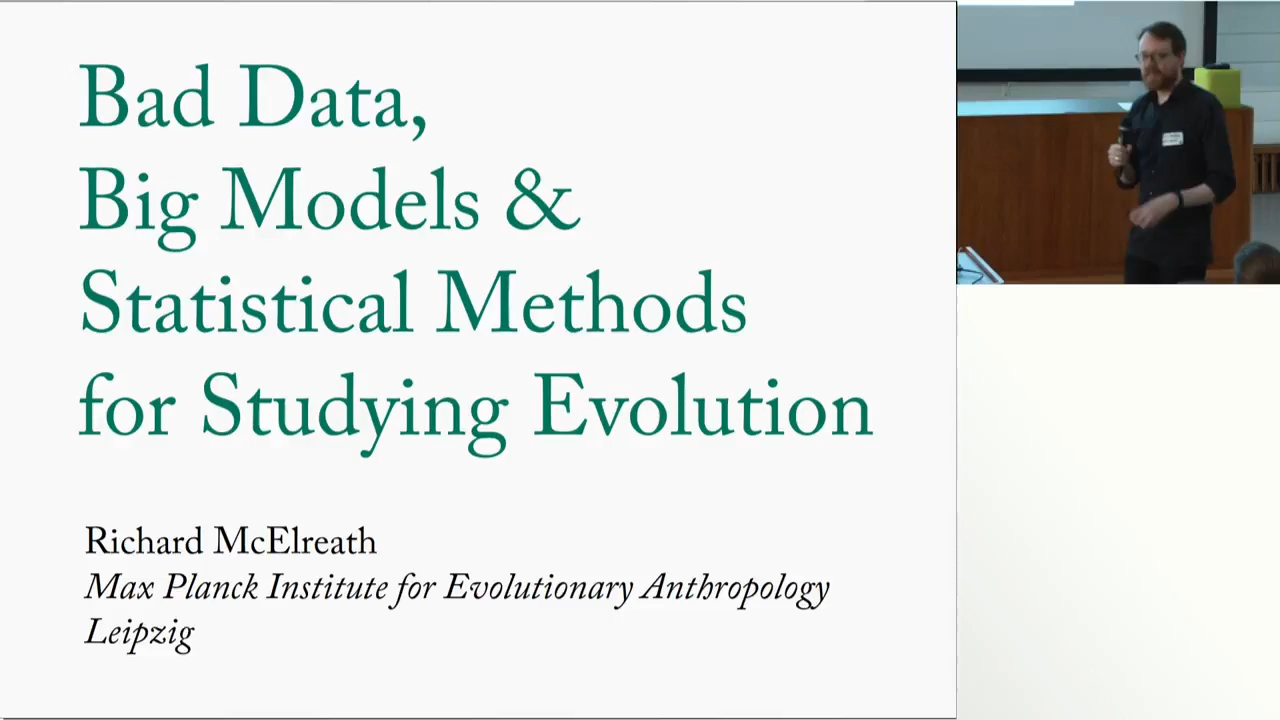 Bad Data,
Big Models &
Statistical Methods
for Studying Evolution
Richard McElreath
Max Planck Institute for Evolutionary Anthropology
Leipzig